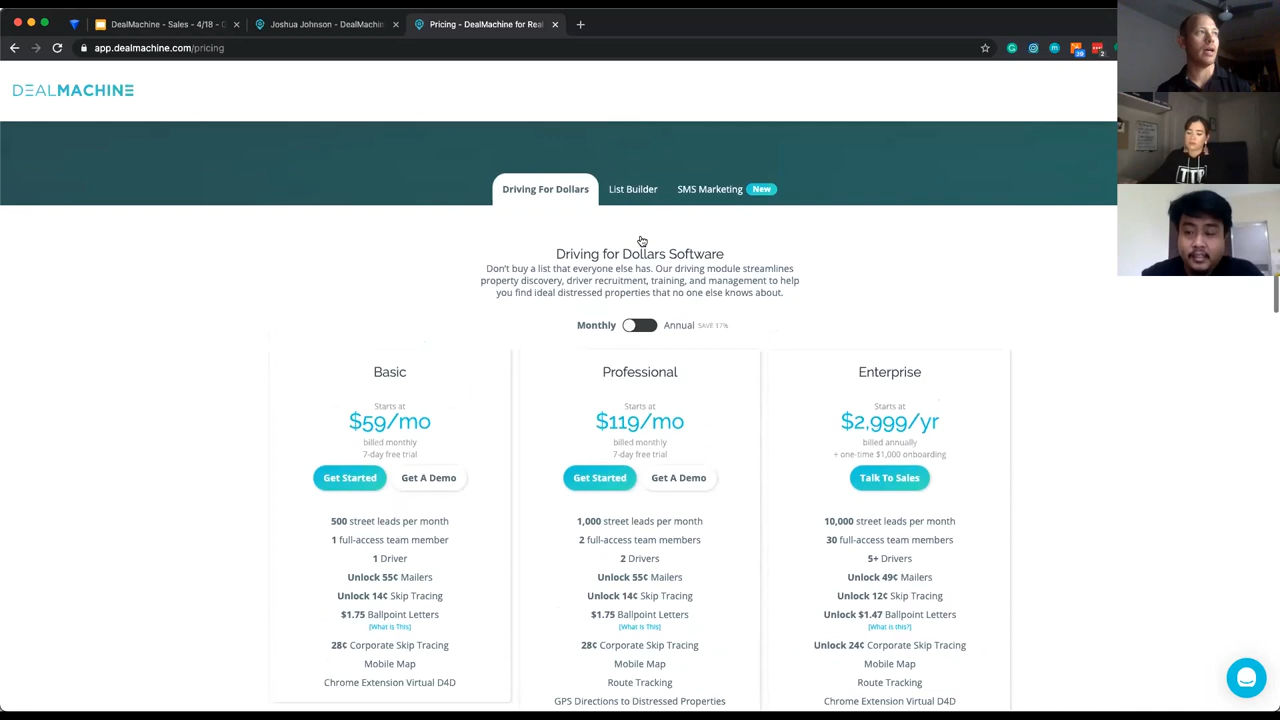 DealMachine - Sales - 4/18 - C
Joshua Johnson - DealMachin
Pricing - DealMachine for Real
app.dealmachine.com/pricing
DEALMACHINE
Driving For Dollars
List Builder
SMS Marketing New
Driving for Dollars Software
Don't buy a list that everyone else has. Our driving module streamlines
property discovery, driver recruitment, training, and management to help
you find ideal distressed properties that no one else knows about.
Monthly Annual SAVE 17%
Basic
Starts at
$59/mo
billed monthly
7-day free trial
Get Started Get A Demo
500 street leads per month
1 full-access team member
1 Driver
Unlock 55¢ Mailers
Unlock 14¢ Skip Tracing
$1.75 Ballpoint Letters
[What Is This]
28¢ Corporate Skip Tracing
Mobile Map
Chrome Extension Virtual D4D
Professional
Starts at
$119/mo
billed monthly
7-day free trial
Get Started Get A Demo
1,000 street leads per month
2 full-access team members
2 Drivers
Unlock 55¢ Mailers
Unlock 14¢ Skip Tracing
$1.75 Ballpoint Letters
[What Is This]
28¢ Corporate Skip Tracing
Mobile Map
Route Tracking
GPS Directions to Distressed Properties
Enterprise
Starts at
$2,999/yr
billed annually
+ one-time $1,000 onboarding
Talk To Sales
10,000 street leads per month
30 full-access team members
5+ Drivers
Unlock 49¢ Mailers
Unlock 12¢ Skip Tracing
Unlock $1.47 Ballpoint Letters
[What is this?]
Unlock 24¢ Corporate Skip Tracing
Mobile Map
Route Tracking
Chrome Extension Virtual D4D